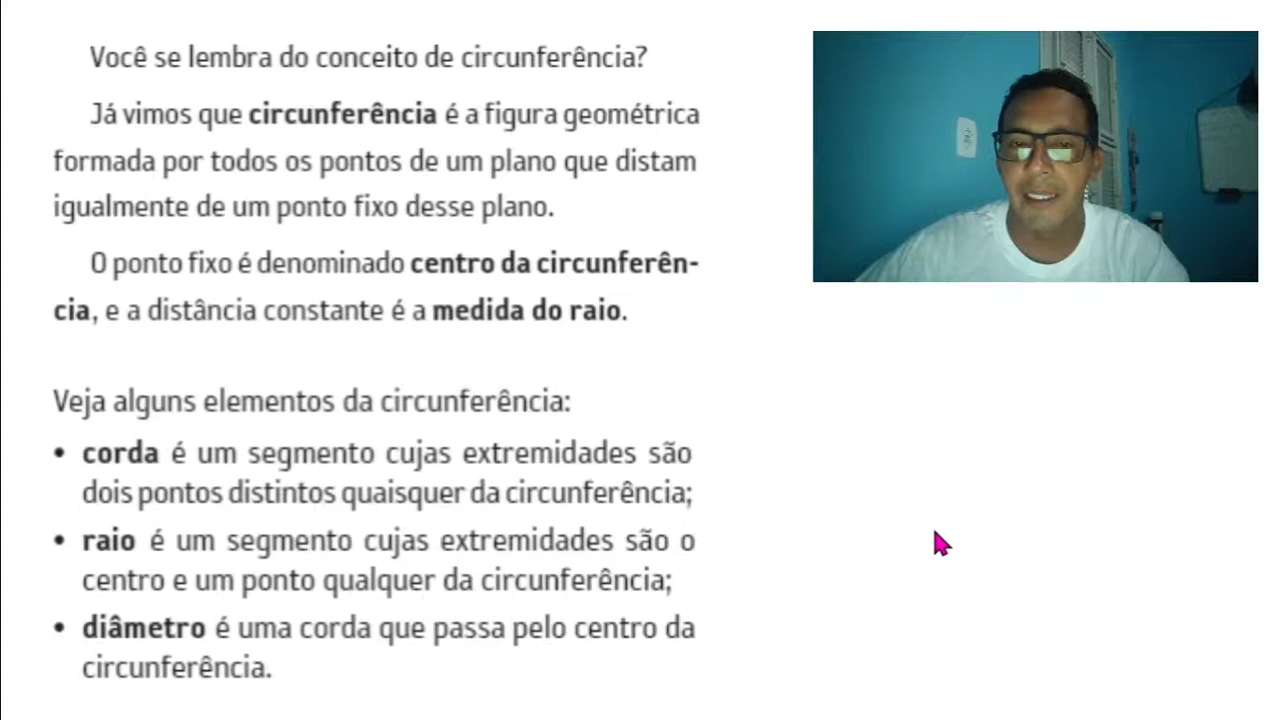 Você se lembra do conceito de circunferência?
Já vimos que circunferência é a figura geométrica
formada por todos os pontos de um plano que distam
igualmente de um ponto fixo desse plano.
O ponto fixo é denominado centro da circunferên-
cia, e a distância constante é a medida do raio.
Veja alguns elementos da circunferência:
• corda é um segmento cujas extremidades são
dois pontos distintos quaisquer da circunferência;
• raio é um segmento cujas extremidades são o
centro e um ponto qualquer da circunferência;
• diâmetro é uma corda que passa pelo centro da
circunferência.